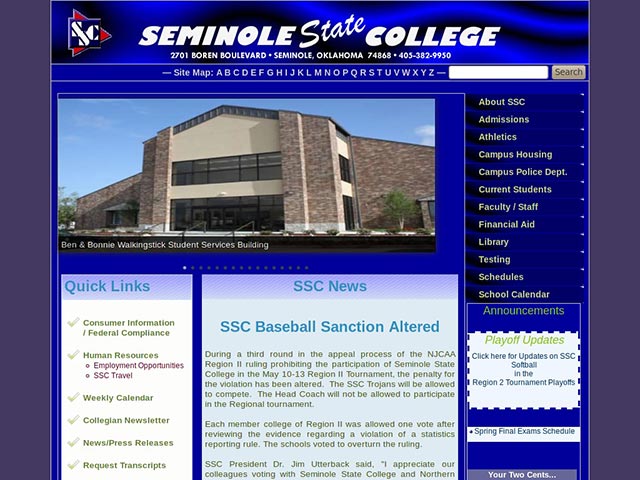 SSC
SEMINOLE State COLLEGE
2701 BOREN BOULEVARD • SEMINOLE, OKLAHOMA 74868 • 405-382-9950
— Site Map: A B C D E F G H I J K L M N O P Q R S T U V W X Y Z —
Search
Ben & Bonnie Walkingstick Student Services Building
About SSC
Admissions
Athletics
Campus Housing
Campus Police Dept.
Current Students
Faculty / Staff
Financial Aid
Library
Testing
Schedules
School Calendar
Quick Links
Consumer Information
/ Federal Compliance
Human Resources
Employment Opportunities
SSC Travel
Weekly Calendar
Collegian Newsletter
News/Press Releases
Request Transcripts
SSC News
SSC Baseball Sanction Altered
During a third round in the appeal process of the NJCAA
Region II ruling prohibiting the participation of Seminole State
College in the May 10-13 Region II Tournament, the penalty for
the violation has been altered. The SSC Trojans will be allowed
to compete. The Head Coach will not be allowed to participate
in the Regional tournament.
Each member college of Region II was allowed one vote after
reviewing the evidence regarding a violation of a statistics
reporting rule. The schools voted to overturn the ruling.
SSC President Dr. Jim Utterback said, "I appreciate our
colleagues voting with Seminole State College and Northern
Announcements
Playoff Updates
Click here for Updates on SSC
Softball
in the
Region 2 Tournament Playoffs
Spring Final Exams Schedule
Your Two Cents...